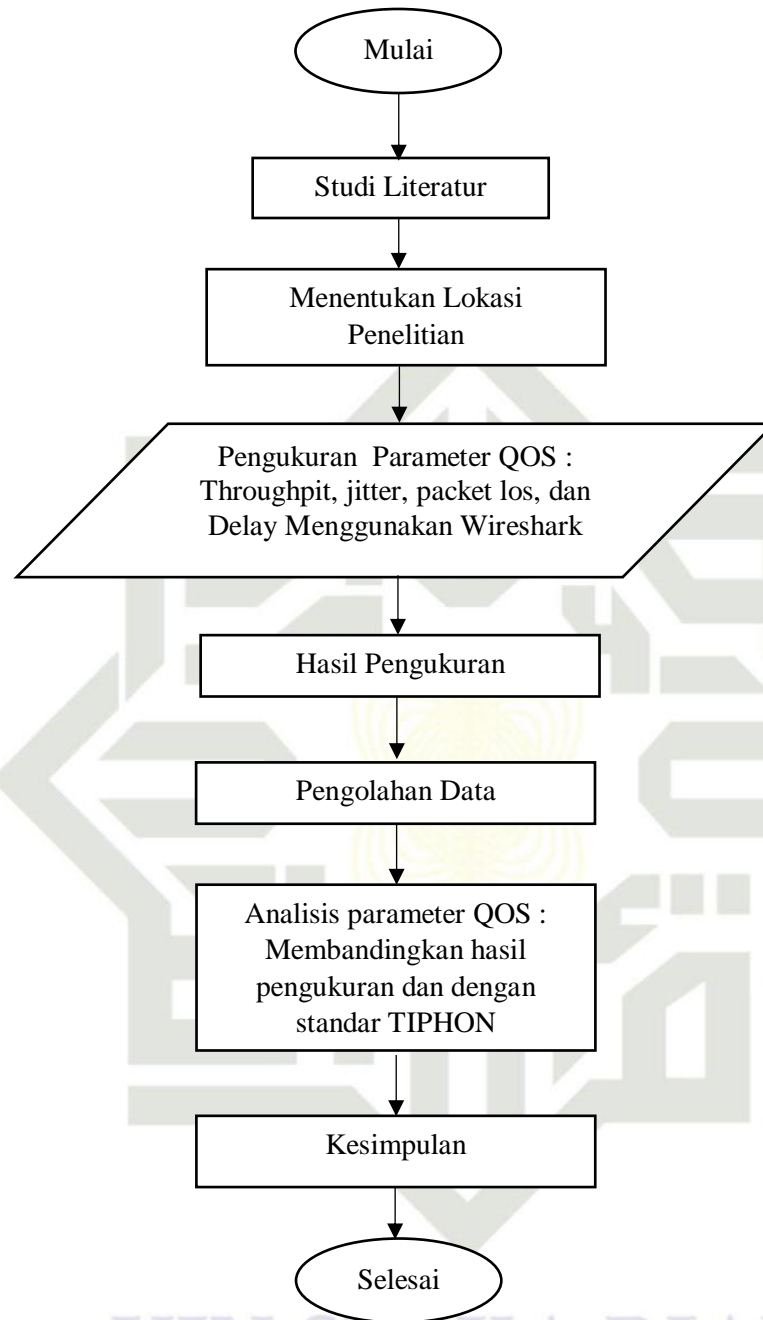 Mulai
Studi Literatur
Menentukan Lokasi
Penelitian
Pengukuran Parameter QOS :
Throughpit, jitter, packet los, dan
Delay Menggunakan Wireshark
Hasil Pengukuran
Pengolahan Data
Analisis parameter QOS :
Membandingkan hasil
pengukuran dan dengan
standar TIPHON
Kesimpulan
Selesai